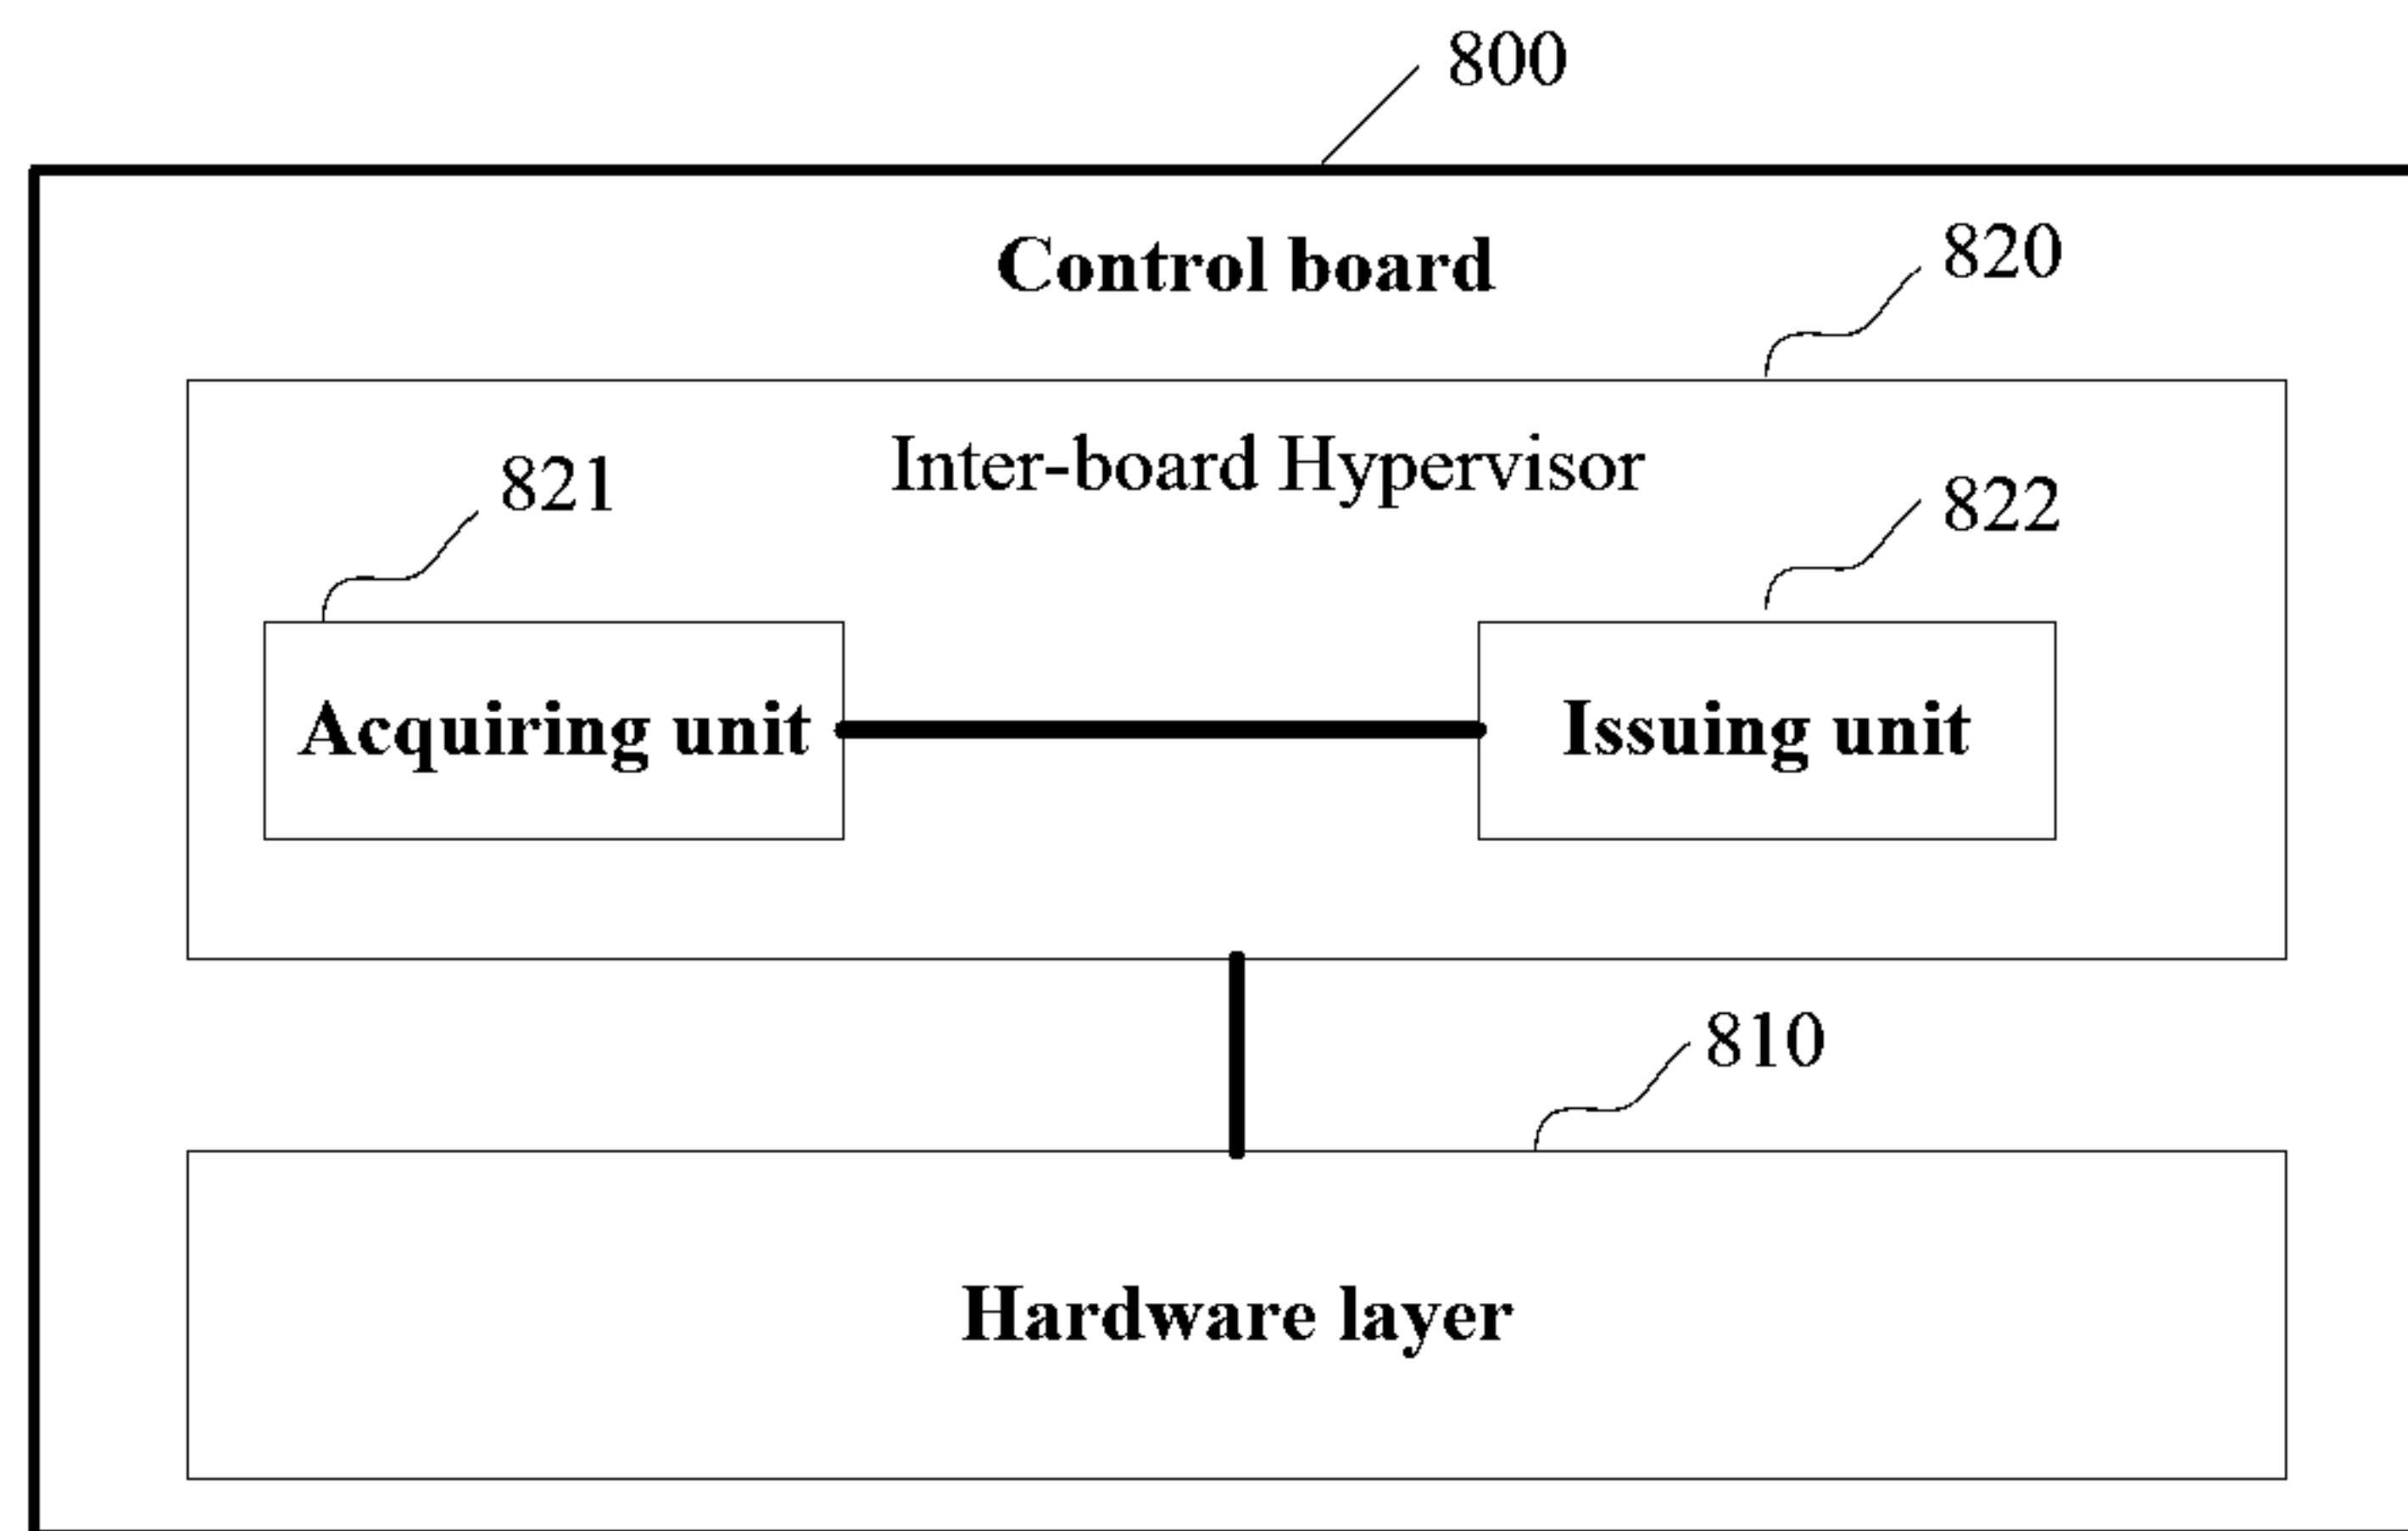 800
Control board
820
Inter-board Hypervisor
821
822
Acquiring unit
Issuing unit
810
Hardware layer